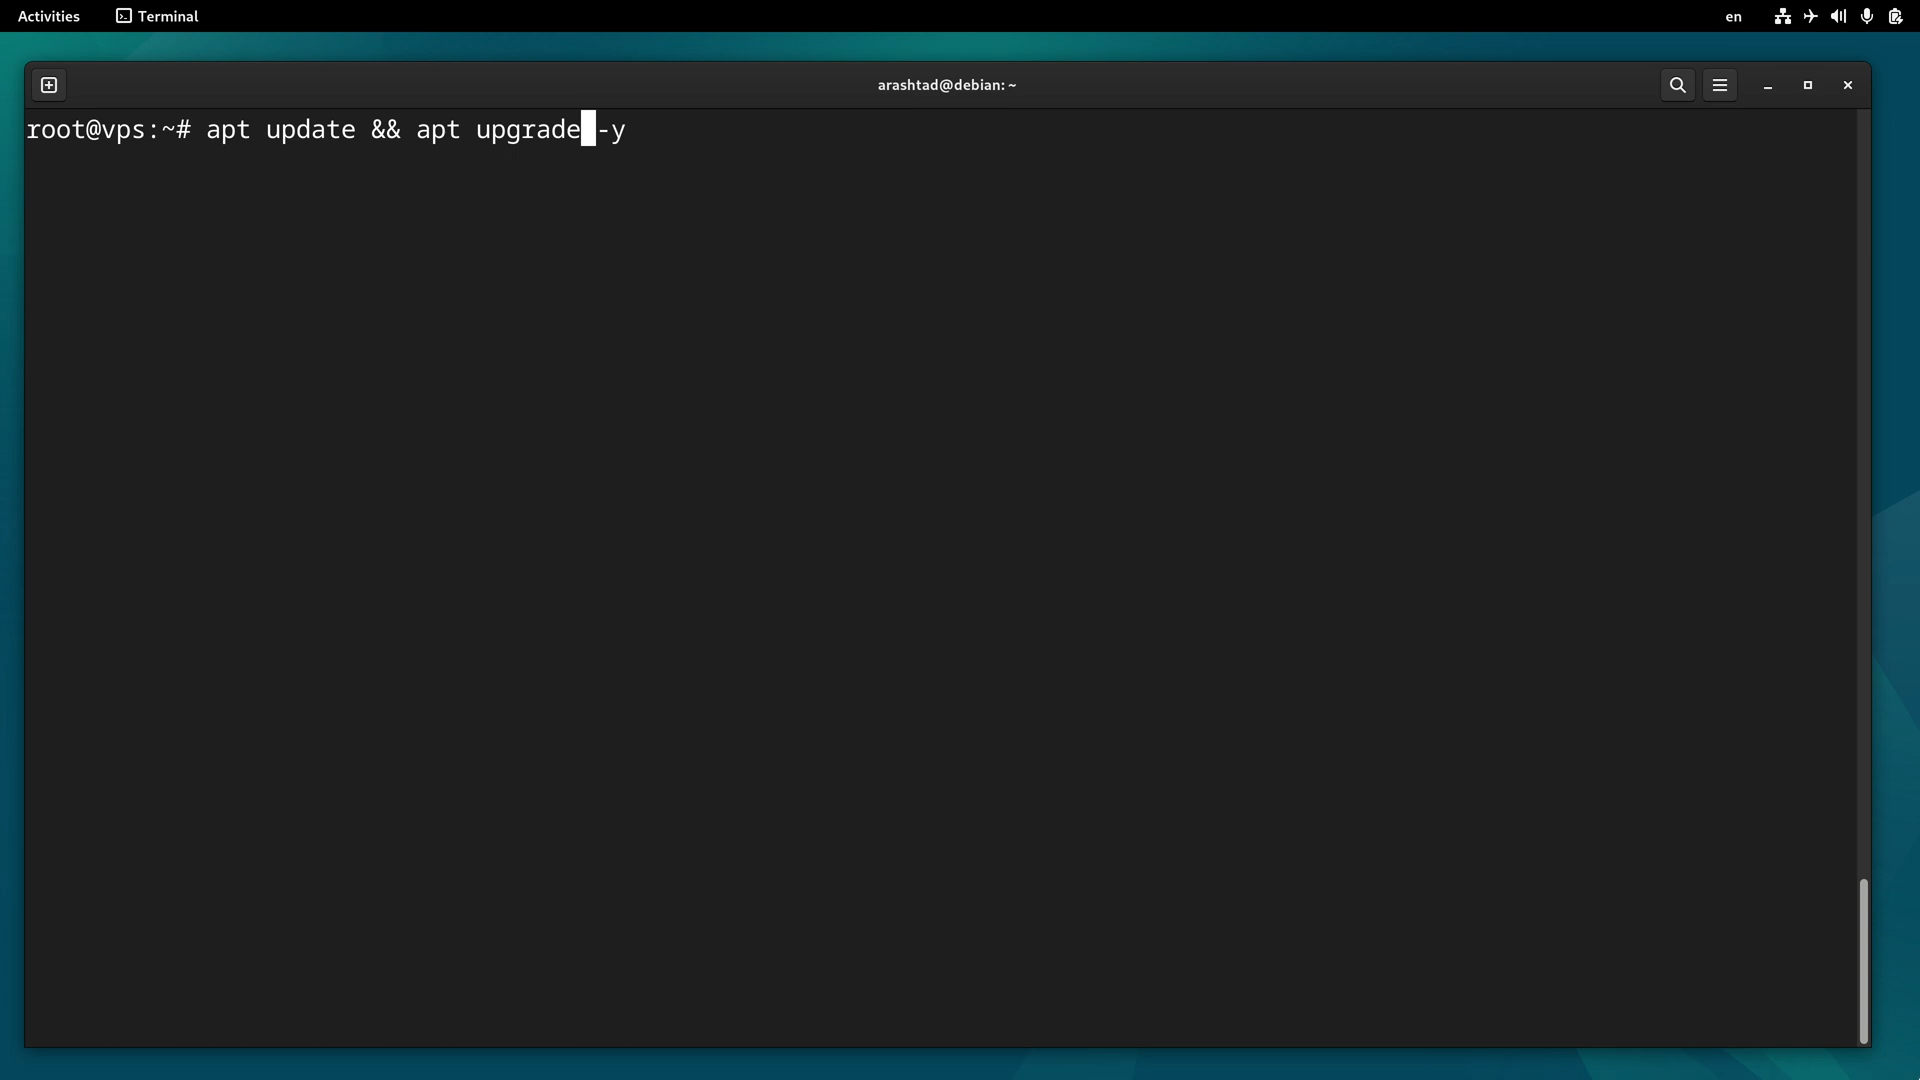 Activities
Terminal
en
arashtad@debian: ~
root@vps:~# apt update && apt upgrade -y